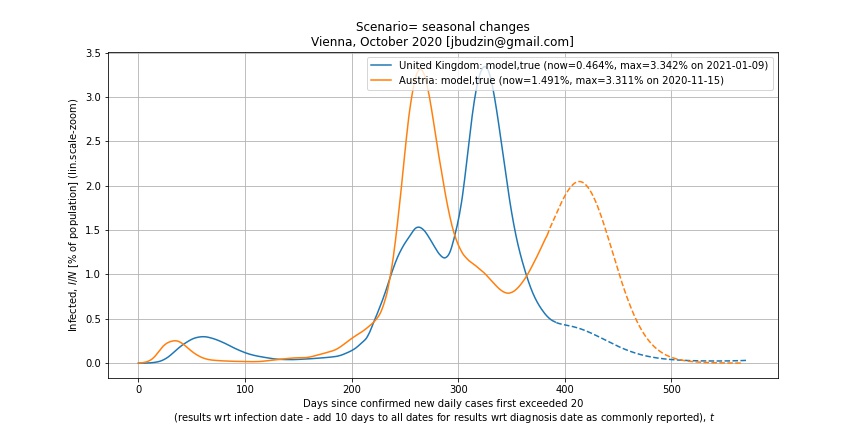 Scenario= seasonal changes
Vienna, October 2020 [jbudzin@gmail.com]
United Kingdom: model,true (now=0.464%, max=3.342% on 2021-01-09)
Austria: model,true (now=1.491%, max=3.311% on 2020-11-15)
Infected, I/N [% of population] (lin.scale-zoom)
3.5
3.0
2.5
2.0
1.5
1.0
0.5
0.0
0 100 200 300 400 500
Days since confirmed new daily cases first exceeded 20
(results wrt infection date - add 10 days to all dates for results wrt diagnosis date as commonly reported), t